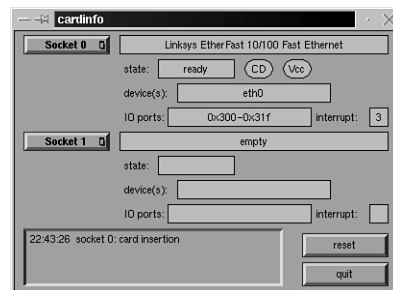 cardinfo
Socket 0 Linksys EtherFast 10/100 Fast Ethernet
state: ready CD Vcc
device(s): eth0
IO ports: 0x300-0x31f interrupt: 3
Socket 1 empty
state:
device(s):
IO ports: interrupt:
22:43:26 socket 0: card insertion
reset
quit